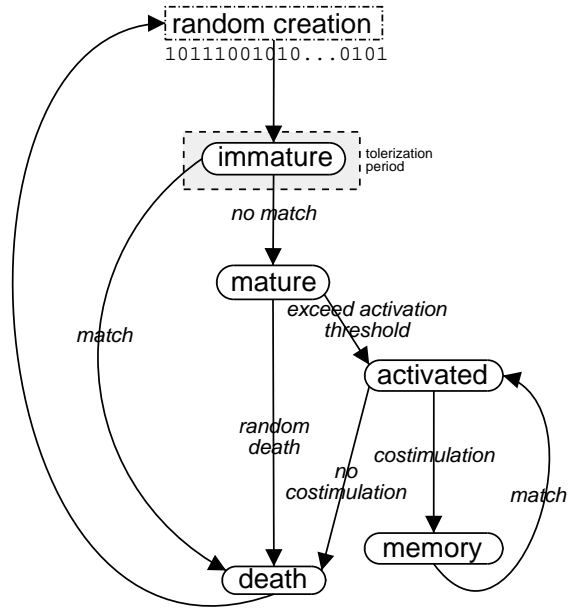 random creation
10111001010...0101
immature
tolerization
period
no match
mature
exceed activation
threshold
match
activated
random
death
costimulation
no
costimulation
match
memory
death